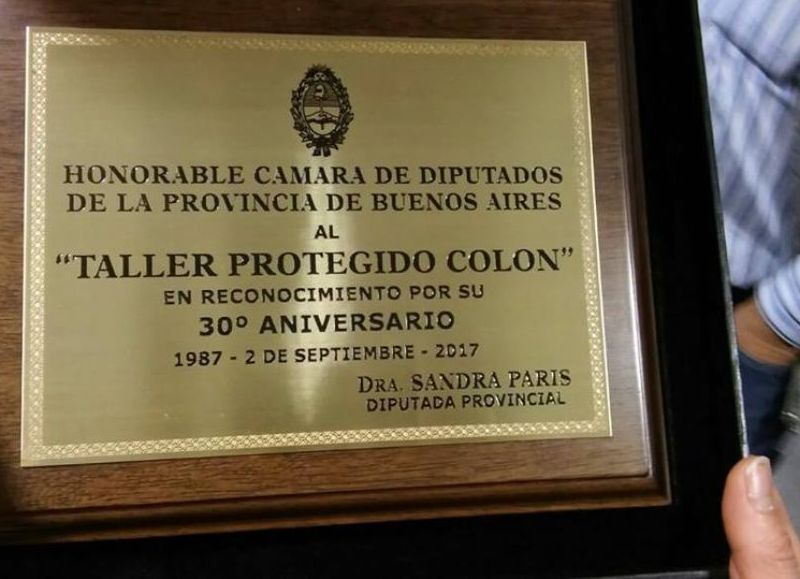 HONORABLE CAMARA DE DIPUTADOS
DE LA PROVINCIA DE BUENOS AIRES
AL
"TALLER PROTEGIDO COLON"
EN RECONOCIMIENTO POR SU
30º ANIVERSARIO
1987 - 2 DE SEPTIEMBRE - 2017
DRA. SANDRA PARIS
DIPUTADA PROVINCIAL